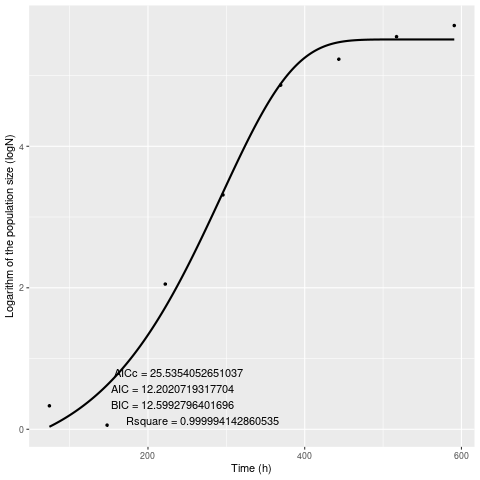 Logarithm of the population size (logN)
4
2
0
AICc = 25.5354052651037
AIC = 12.2020719317704
BIC = 12.5992796401696
Rsquare = 0.999994142860535
200
400
600
Time (h)